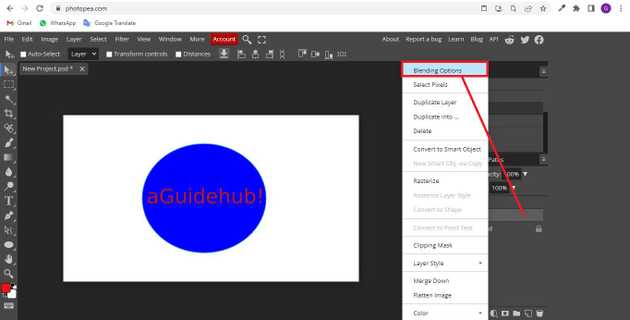 photopea.com
G
Gmail
WhatsApp
Google Translate
File Edit Image Layer Select Filter View Window More Account
About Report a bug Learn Blog API
Auto-Select Layer Transform controls Distances
New Project.psd *
aGuidehub!
Blending Options
Select Pixels
Duplicate Layer
Duplicate Into ...
Delete
Convert to Smart Object
New Smart Obj. via Copy
Rasterize
Rasterize Layer Style
Convert to Shape
Convert to Point Text
Clipping Mask
Layer Style
Merge Down
Flatten Image
Color
Paths
100%
100%